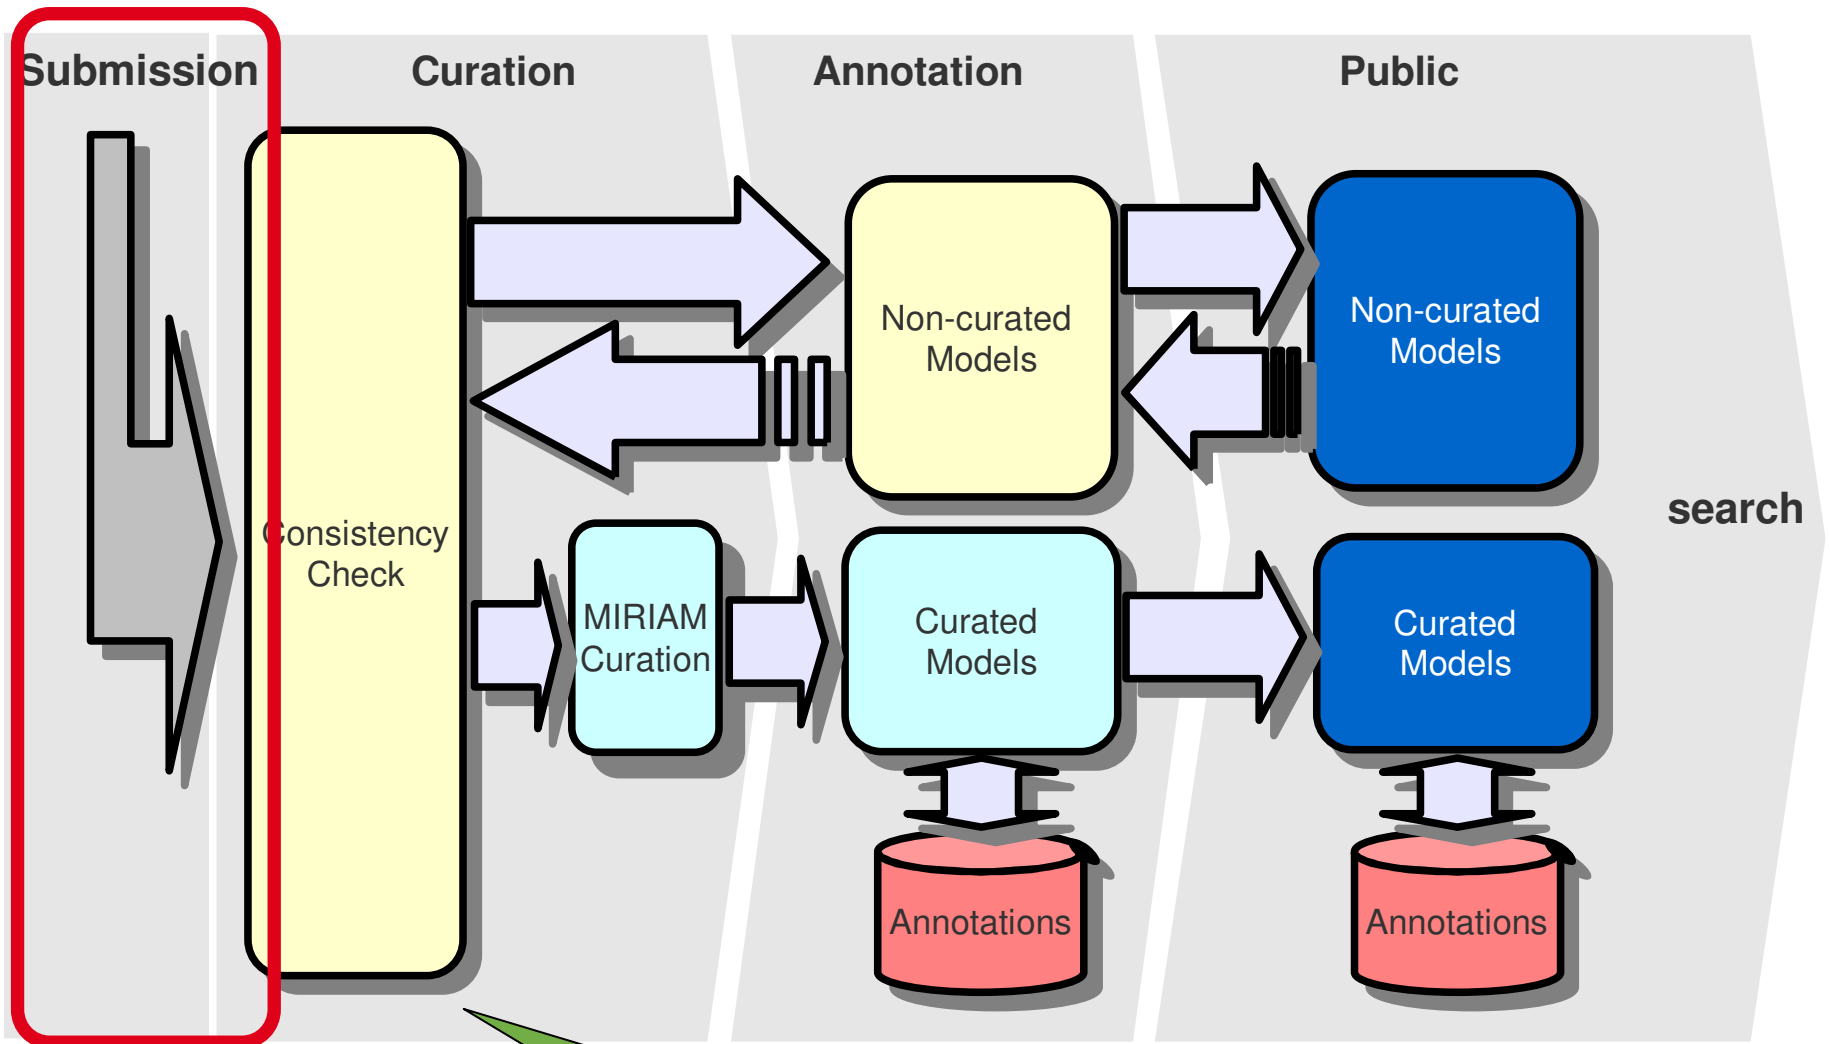 Submission
Curation
Annotation
Public
Consistency
Check
Non-curated
Models
Non-curated
Models
search
MIRIAM
Curation
Curated
Models
Curated
Models
Annotations
Annotations